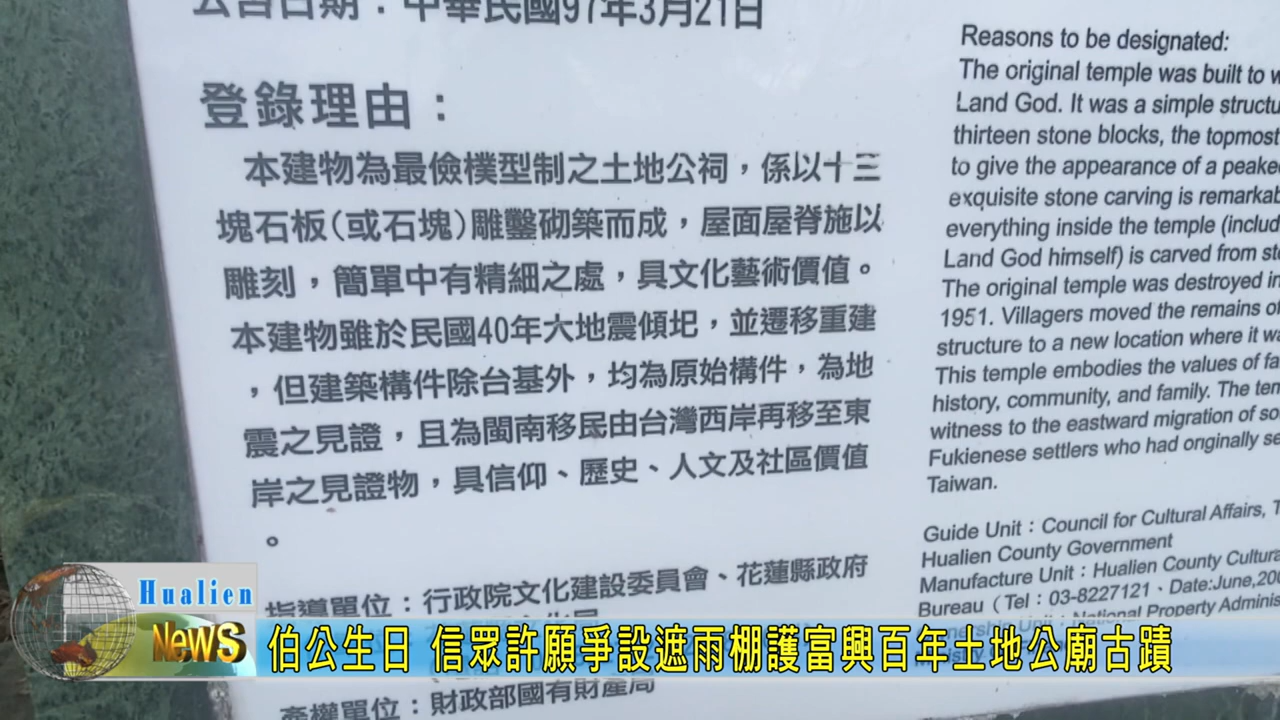 公告日期：中華民國97年3月21日
登錄理由：
本建物為最儉樸型制之土地公祠，係以十三
塊石板(或石塊)雕鑿砌築而成，屋面屋脊施以
雕刻，簡單中有精細之處，具文化藝術價值。
本建物雖於民國40年大地震傾圯，並遷移重建
，但建築構件除台基外，均為原始構件，為地
震之見證，且為閩南移民由台灣西岸再移至東
岸之見證物，具信仰、歷史、人文及社區價值
。
指導單位：行政院文化建設委員會、花蓮縣政府
產權單位：財政部國有財產局
Reasons to be designated:
The original temple was built to
Land God. It was a simple
thirteen stone blocks, the topmost
to give the appearance of a
exquisite stone carving is
everything inside the temple
Land God himself) is carved from
The original temple was destroyed in
1951. Villagers moved the remains of
structure to a new location where it
This temple embodies the values of
history, community, and family. The
witness to the eastward migration of
Fukienese settlers who had originally
Taiwan.
Guide Unit：Council for Cultural Affairs,
Hualien County Government
Manufacture Unit：Hualien County
Bureau（Tel：03-8227121、Date:June,
National Property
Hualien
News
伯公生日 信眾許願爭設遮雨棚護富興百年土地公廟古蹟